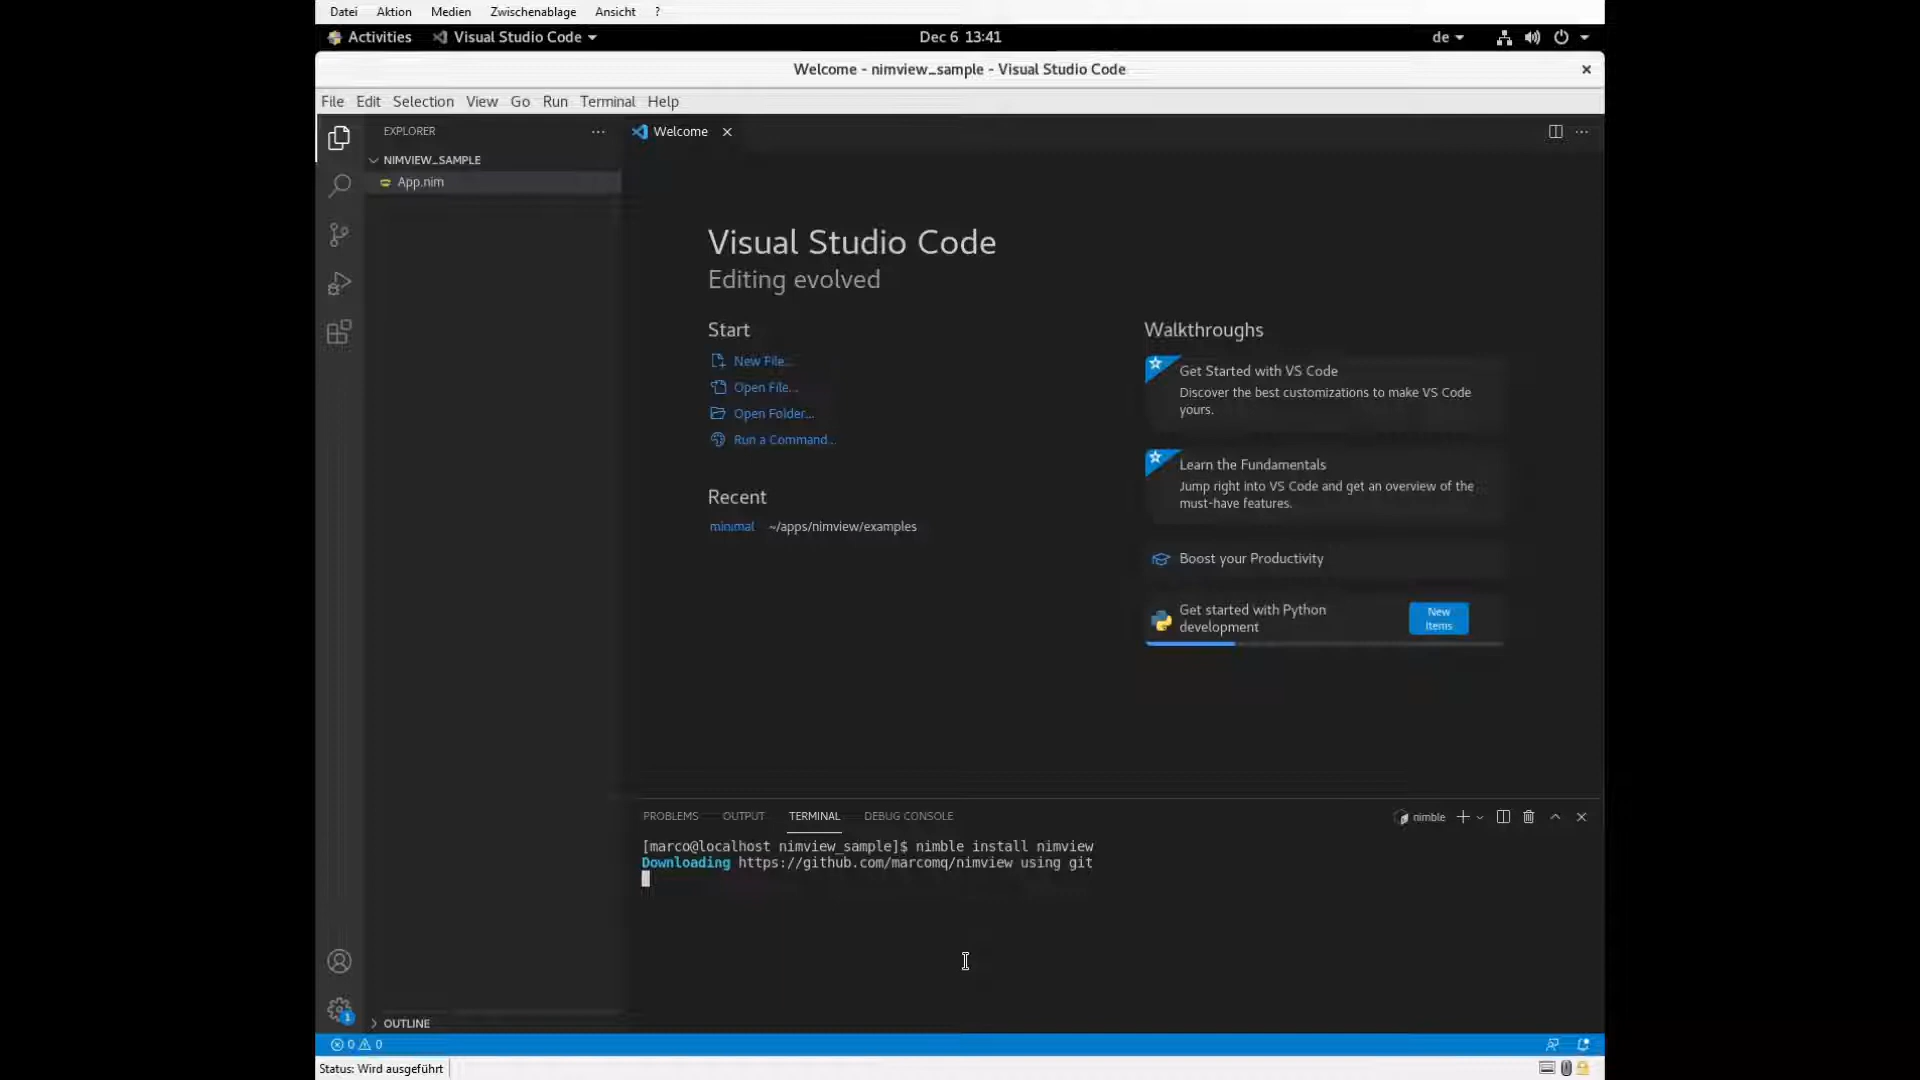 Datei Aktion Medien Zwischenablage Ansicht ?
Activities Visual Studio Code Dec 6 13:41 de
Welcome - nimview_sample - Visual Studio Code
File Edit Selection View Go Run Terminal Help
EXPLORER
Welcome
NIMVIEW_SAMPLE
App.nim
Visual Studio Code
Editing evolved
Start
New File...
Open File...
Open Folder...
Run a Command...
Recent
minimal ~/apps/nimview/examples
Walkthroughs
Get Started with VS Code
Discover the best customizations to make VS Code
yours.
Learn the Fundamentals
Jump right into VS Code and get an overview of the
must-have features.
Boost your Productivity
Get started with Python
development
New
Items
PROBLEMS OUTPUT TERMINAL DEBUG CONSOLE
nimble
[marco@localhost nimview_sample]$ nimble install nimview
Downloading https://github.com/marcomq/nimview using git
1
OUTLINE
0 0
Status: Wird ausgeführt